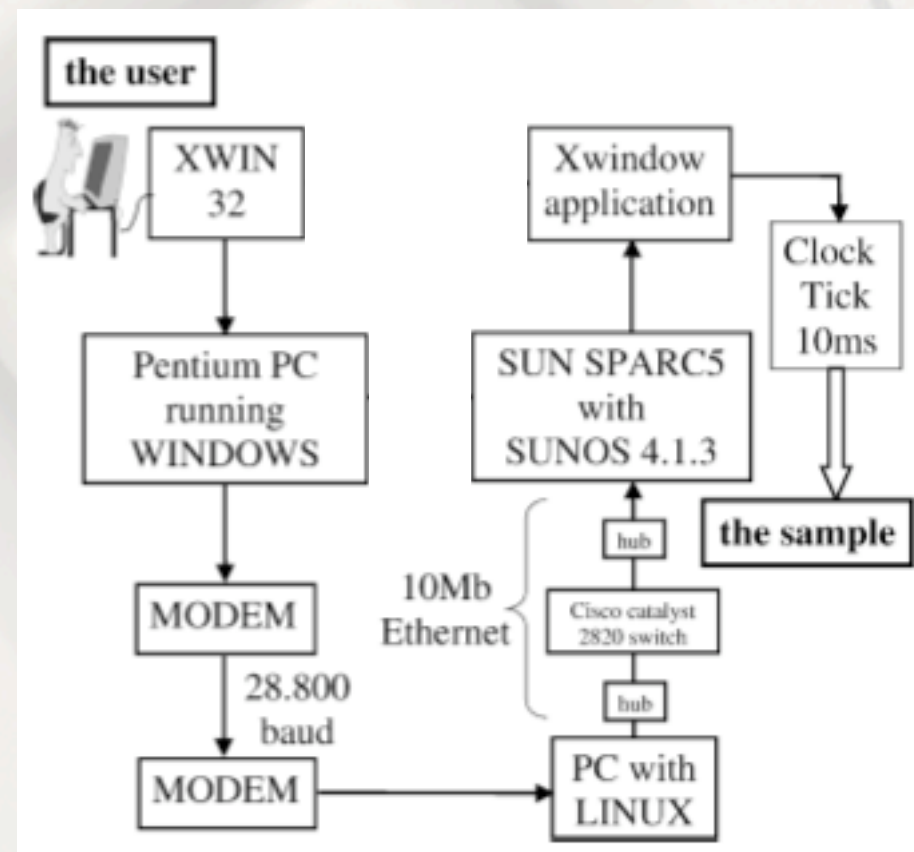 the user
XWIN
32
Pentium PC
running
WINDOWS
MODEM
28.800
baud
MODEM
PC with
LINUX
hub
Cisco catalyst
2820 switch
hub
10Mb
Ethernet
SUN SPARC5
with
SUNOS 4.1.3
Xwindow
application
Clock
Tick
10ms
the sample